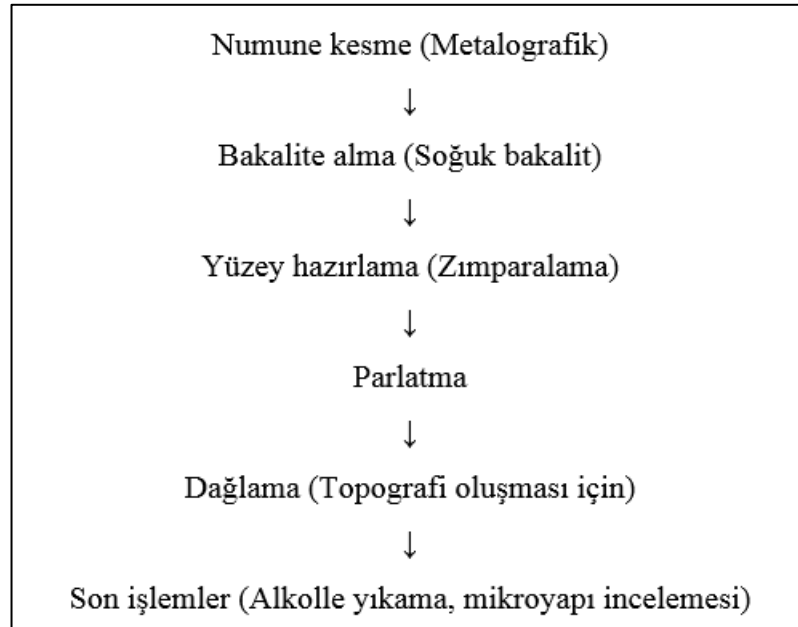 Numune kesme (Metalografik)
↓
Bakalite alma (Soğuk bakalit)
↓
Yüzey hazırlama (Zımparalama)
↓
Parlatma
↓
Dağlama (Topografi oluşması için)
↓
Son işlemler (Alkolle yıkama, mikroyapı incelemesi)